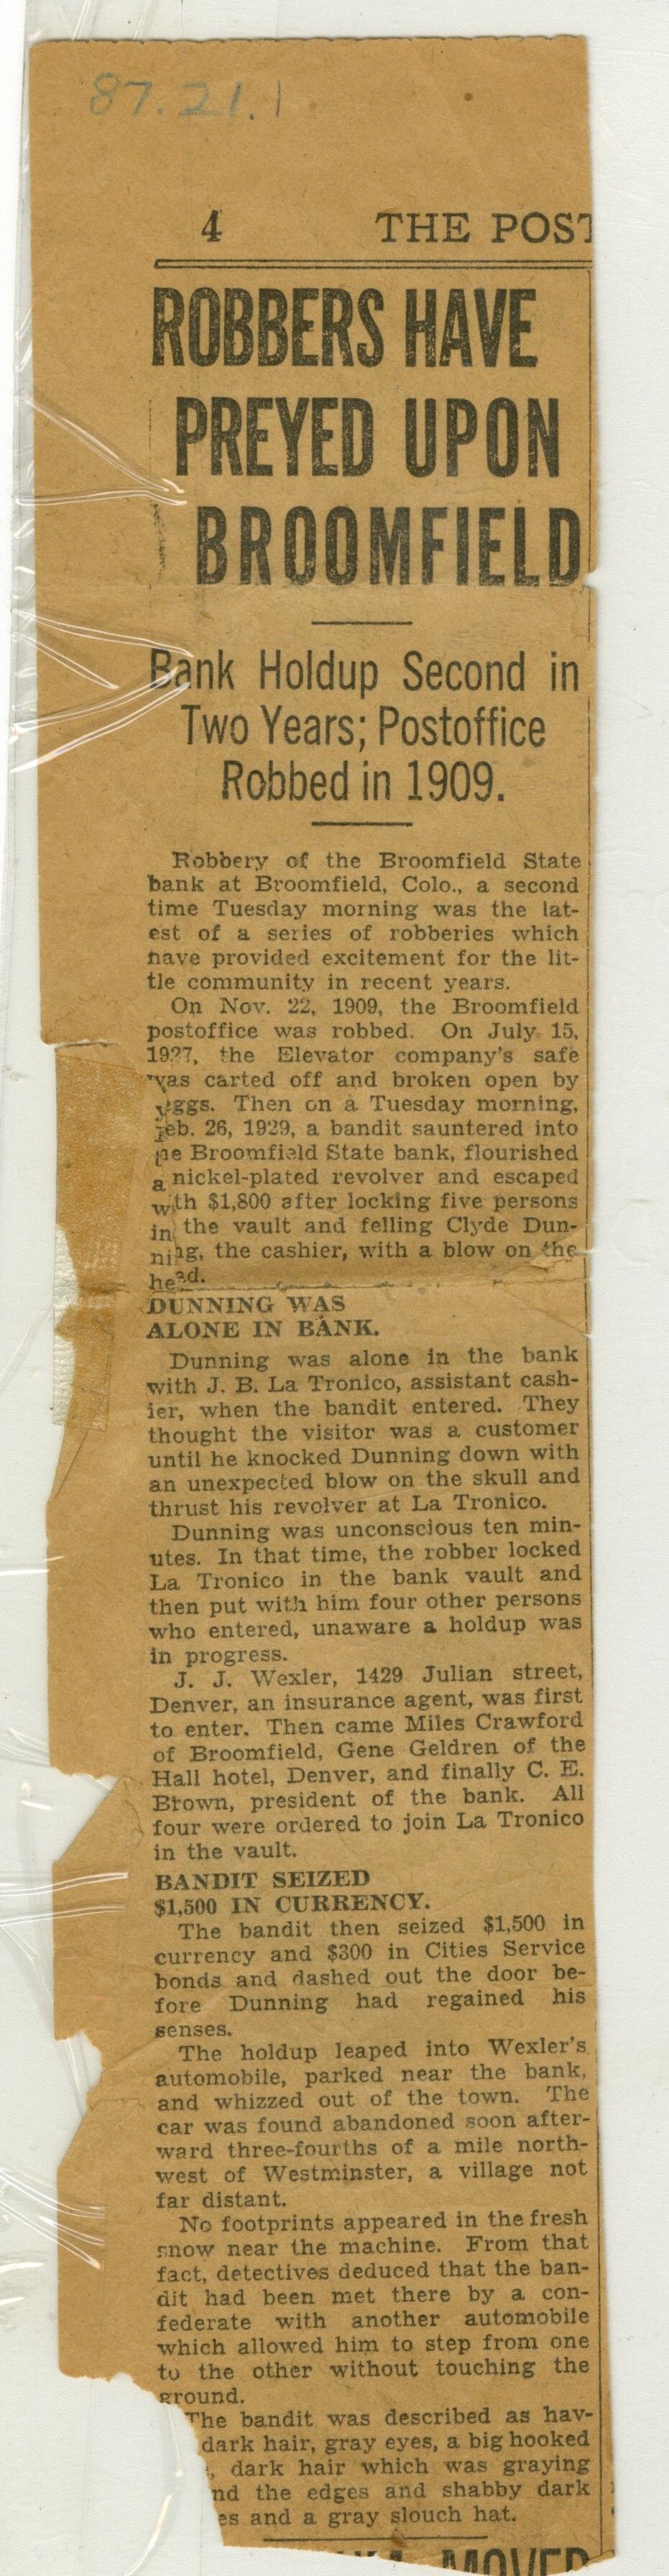 87.21.1
4 THE POST
ROBBERS HAVE
PREYED UPON
BROOMFIELD
Bank Holdup Second in
Two Years; Postoffice
Robbed in 1909.
Robbery of the Broomfield State
bank at Broomfield, Colo., a second
time Tuesday morning was the lat-
est of a series of robberies which
have provided excitement for the lit-
tle community in recent years.
On Nov. 22, 1909, the Broomfield
postoffice was robbed. On July 15,
1927, the Elevator company's safe
was carted off and broken open by
yeggs. Then on a Tuesday morning,
Feb. 26, 1929, a bandit sauntered into
the Broomfield State bank, flourished
a nickel-plated revolver and escaped
with $1,800 after locking five persons
in the vault and felling Clyde Dun-
ning, the cashier, with a blow on the
head.
DUNNING WAS
ALONE IN BANK.
Dunning was alone in the bank
with J. B. La Tronico, assistant cash-
ier, when the bandit entered. They
thought the visitor was a customer
until he knocked Dunning down with
an unexpected blow on the skull and
thrust his revolver at La Tronico.
Dunning was unconscious ten min-
utes. In that time, the robber locked
La Tronico in the bank vault and
then put with him four other persons
who entered, unaware a holdup was
in progress.
J. J. Wexler, 1429 Julian street,
Denver, an insurance agent, was first
to enter. Then came Miles Crawford
of Broomfield, Gene Geldren of the
Hall hotel, Denver, and finally C. E.
Brown, president of the bank. All
four were ordered to join La Tronico
in the vault.
BANDIT SEIZED
$1,500 IN CURRENCY.
The bandit then seized $1,500 in
currency and $300 in Cities Service
bonds and dashed out the door be-
fore Dunning had regained his
senses.
The holdup leaped into Wexler's
automobile, parked near the bank,
and whizzed out of the town. The
car was found abandoned soon after-
ward three-fourths of a mile north-
west of Westminster, a village not
far distant.
No footprints appeared in the fresh
snow near the machine. From that
fact, detectives deduced that the ban-
dit had been met there by a con-
federate with another automobile
which allowed him to step from one
to the other without touching the
ground.
The bandit was described as hav-
dark hair, gray eyes, a big hooked
, dark hair which was graying
nd the edges and shabby dark
es and a gray slouch hat.
MOVED